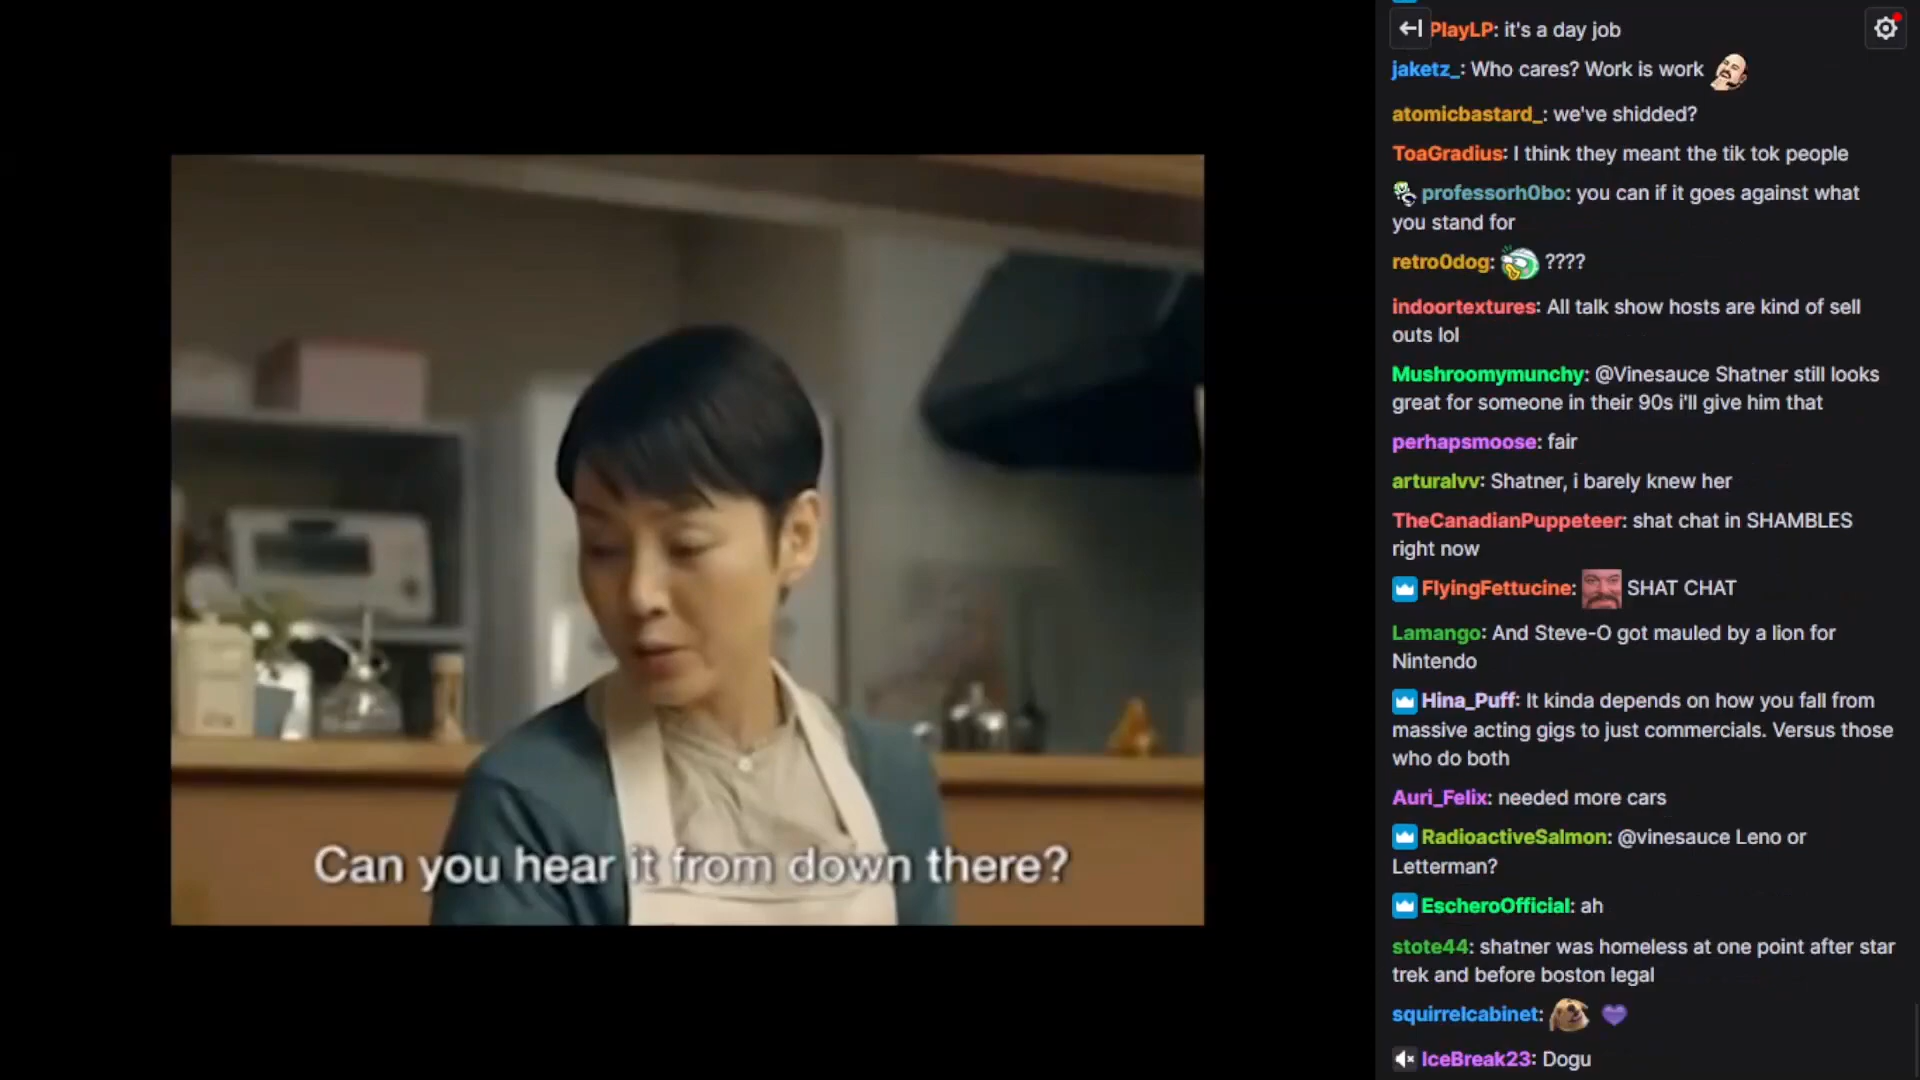 Can you hear it from down there?
PlayLP: it's a day job
jaketz_: Who cares? Work is work
atomicbastard_: we've shidded?
ToaGradius: I think they meant the tik tok people
professorh0bo: you can if it goes against what
you stand for
retro0dog: ????
indoortextures: All talk show hosts are kind of sell
outs lol
Mushroomymunchy: @Vinesauce Shatner still looks
great for someone in their 90s i'll give him that
perhapsmoose: fair
arturalvv: Shatner, i barely knew her
TheCanadianPuppeteer: shat chat in SHAMBLES
right now
FlyingFettucine: SHAT CHAT
Lamango: And Steve-O got mauled by a lion for
Nintendo
Hina_Puff: It kinda depends on how you fall from
massive acting gigs to just commercials. Versus those
who do both
Auri_Felix: needed more cars
RadioactiveSalmon: @vinesauce Leno or
Letterman?
EscheroOfficial: ah
stote44: shatner was homeless at one point after star
trek and before boston legal
squirrelcabinet:
IceBreak23: Dogu